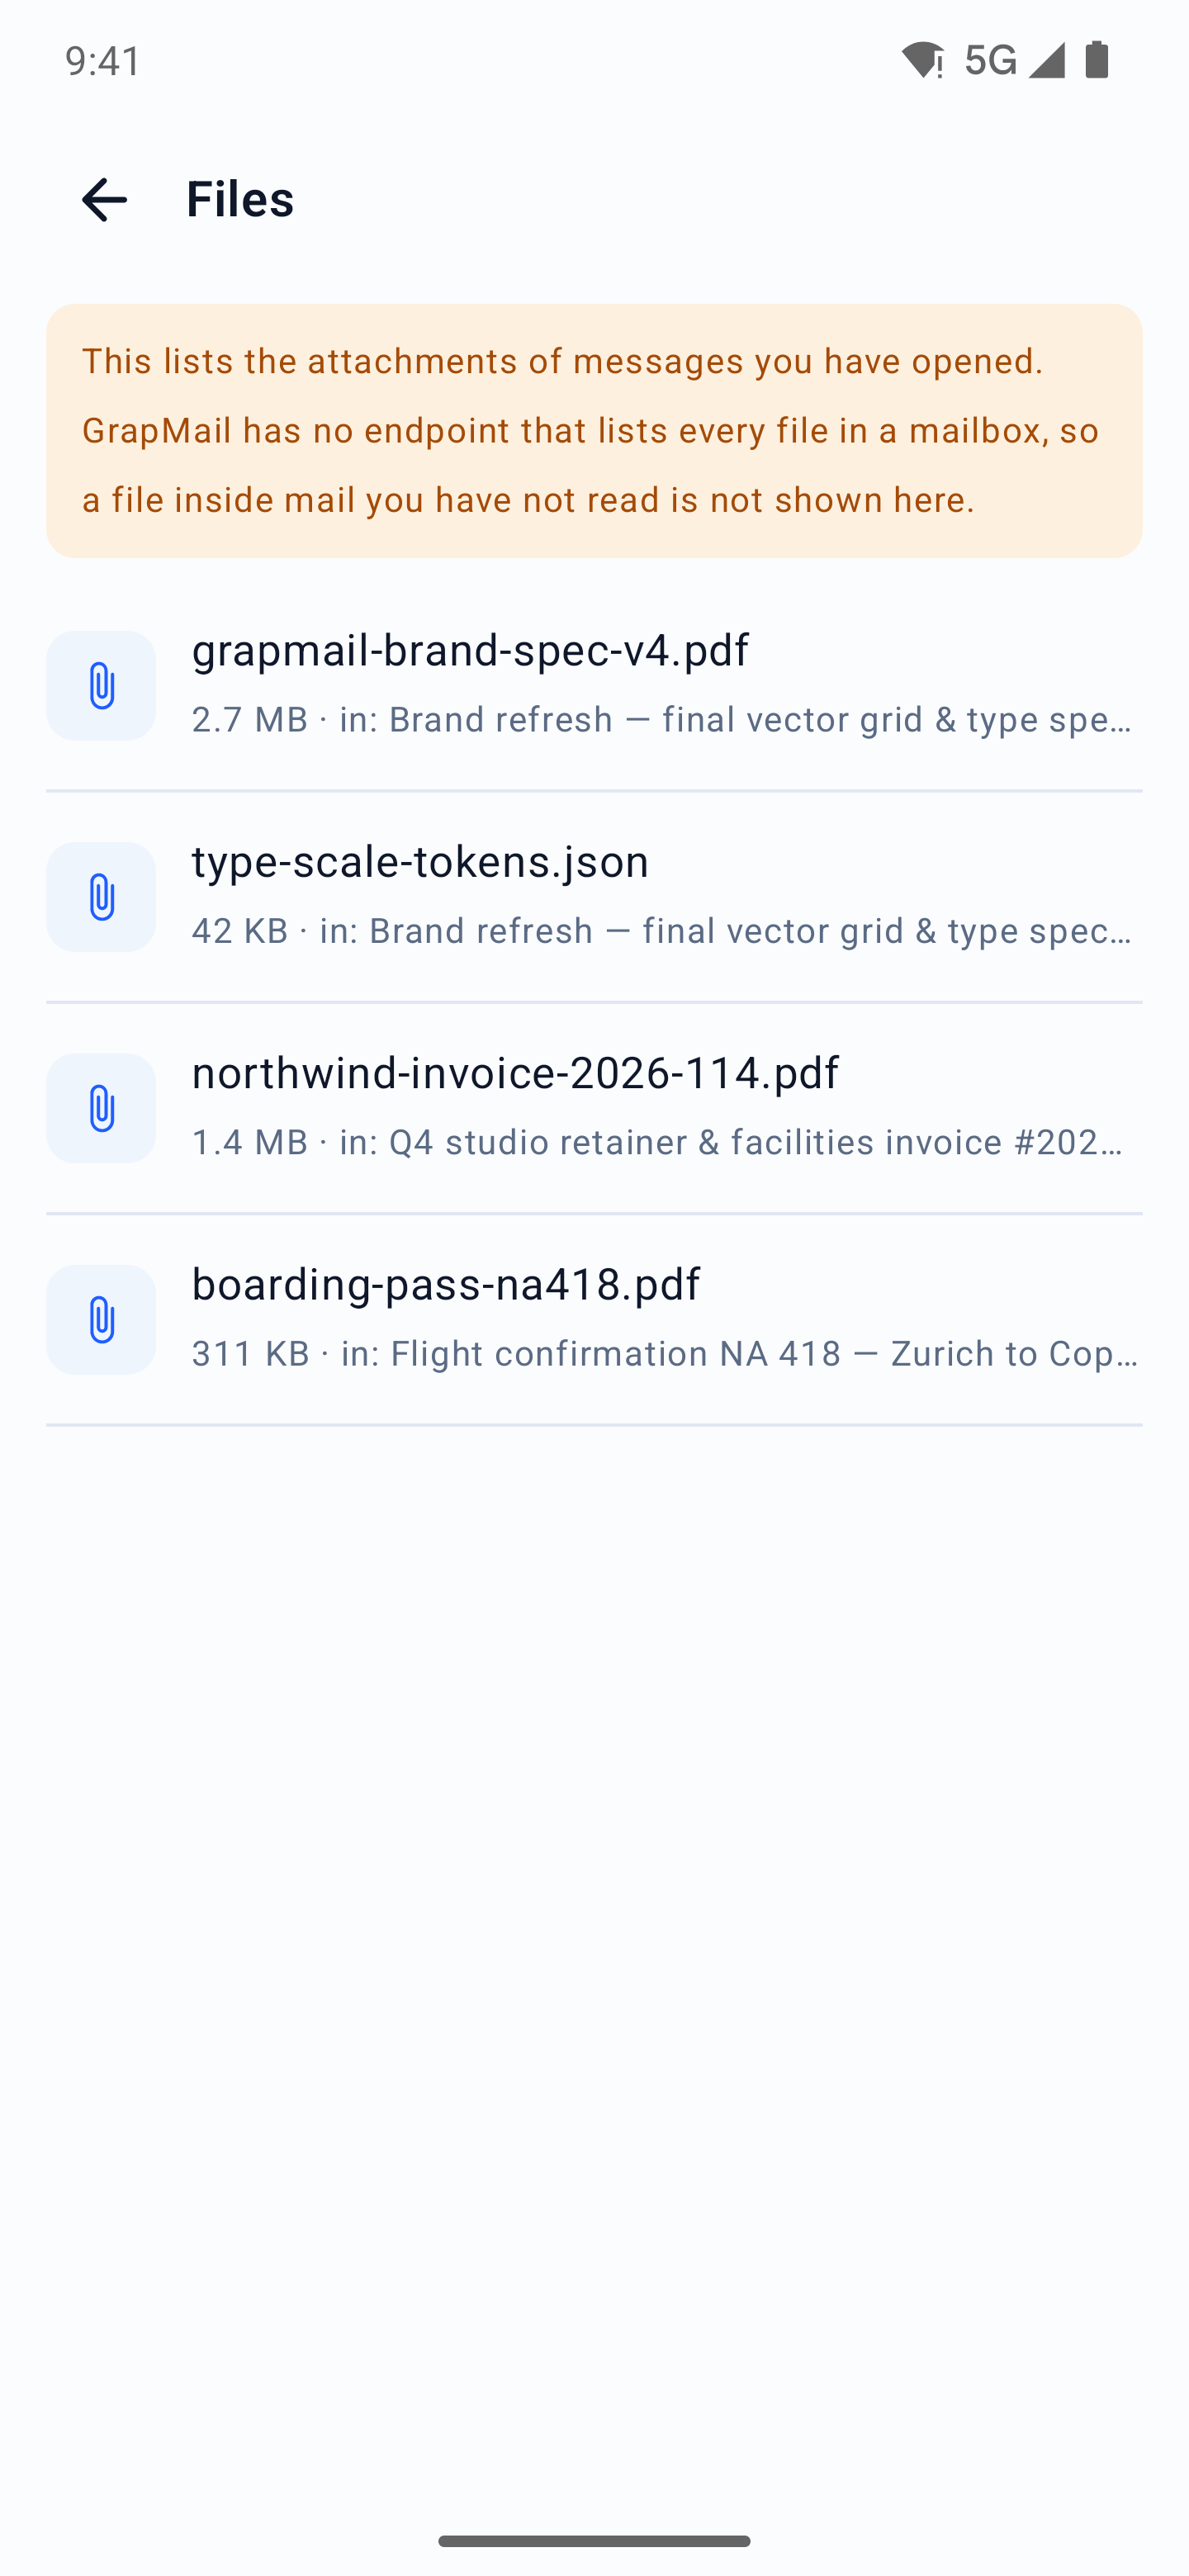 9:41
5G
Files
This lists the attachments of messages you have opened.
GrapMail has no endpoint that lists every file in a mailbox, so
a file inside mail you have not read is not shown here.
grapmail-brand-spec-v4.pdf
2.7 MB · in: Brand refresh — final vector grid & type spe…
type-scale-tokens.json
42 KB · in: Brand refresh — final vector grid & type spec…
northwind-invoice-2026-114.pdf
1.4 MB · in: Q4 studio retainer & facilities invoice #202…
boarding-pass-na418.pdf
311 KB · in: Flight confirmation NA 418 — Zurich to Cop…